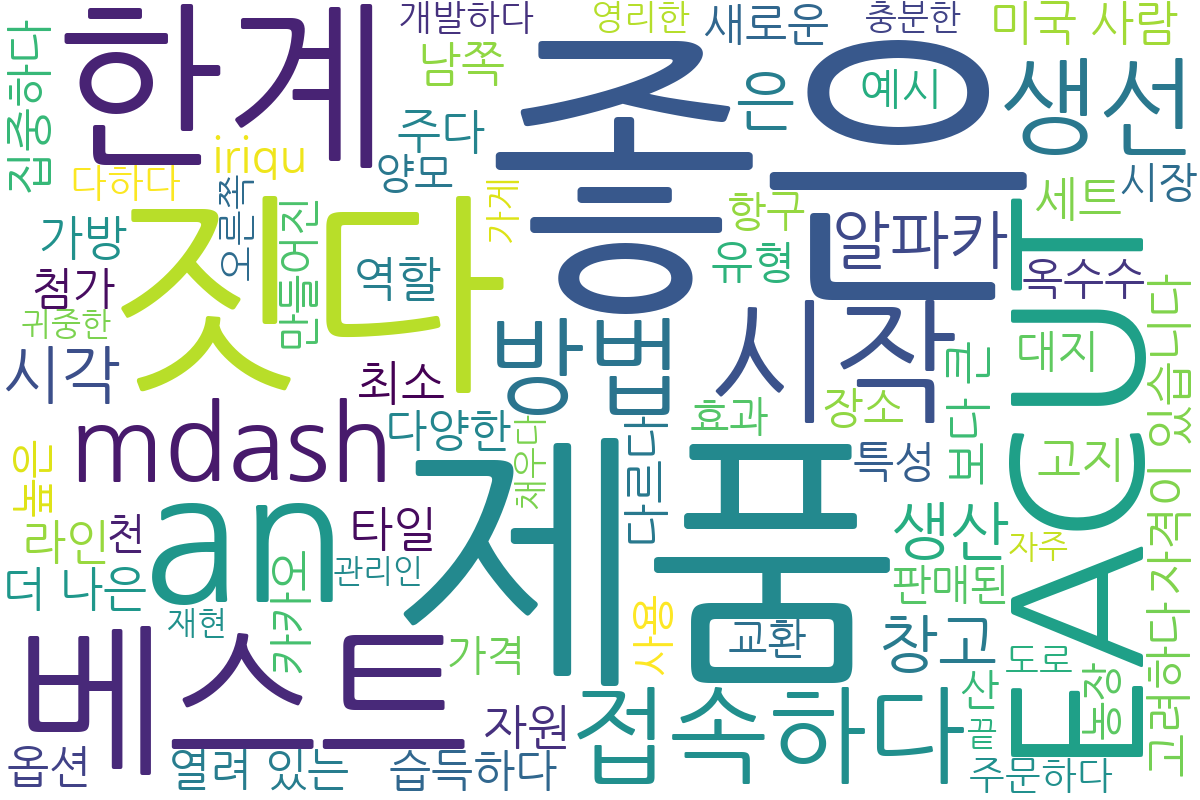 개발하다
영리한
새로운
충분한
미국 사람
한계
좋은
남쪽
은
예시
생선
집중하다
주다
iriqu
양모
다하다
가게
오른쪽
항구
세트
시장
짓다
가방
만들어진
역할
유형
알파카
옥수수
첨가
귀중한
시각
최소
방법
시작
대지
EACUT
mdash
다양한
채우다
다르다
효과
장소
보다 큰
특성
고지
고려하다 자격이 있습니다
높은
라인
천
an
타일
제품
생산
자주
더 나은
카카오
관리인
판매된
재현
베스트
가격
사용
교환
창고
도로
농장
접속하다
산
끝
자원
옵션
열려 있는
습득하다
주문하다